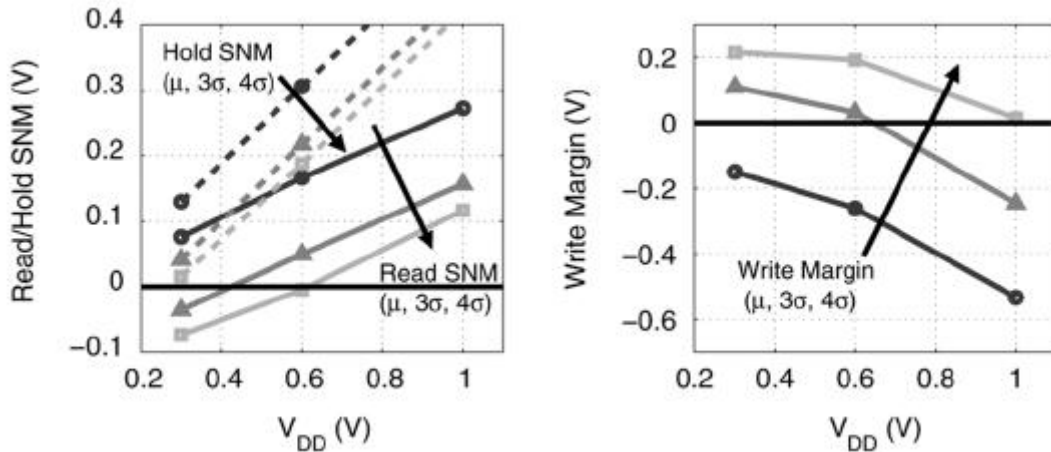 Read/Hold SNM (V)
0.4
0.3
0.2
0.1
0
−0.1
Hold SNM
(μ, 3σ, 4σ)
Read SNM
(μ, 3σ, 4σ)
0.2 0.4 0.6 0.8 1
V_DD (V)
Write Margin (V)
0.2
0
−0.2
−0.4
−0.6
Write Margin
(μ, 3σ, 4σ)
0.2 0.4 0.6 0.8 1
V_DD (V)